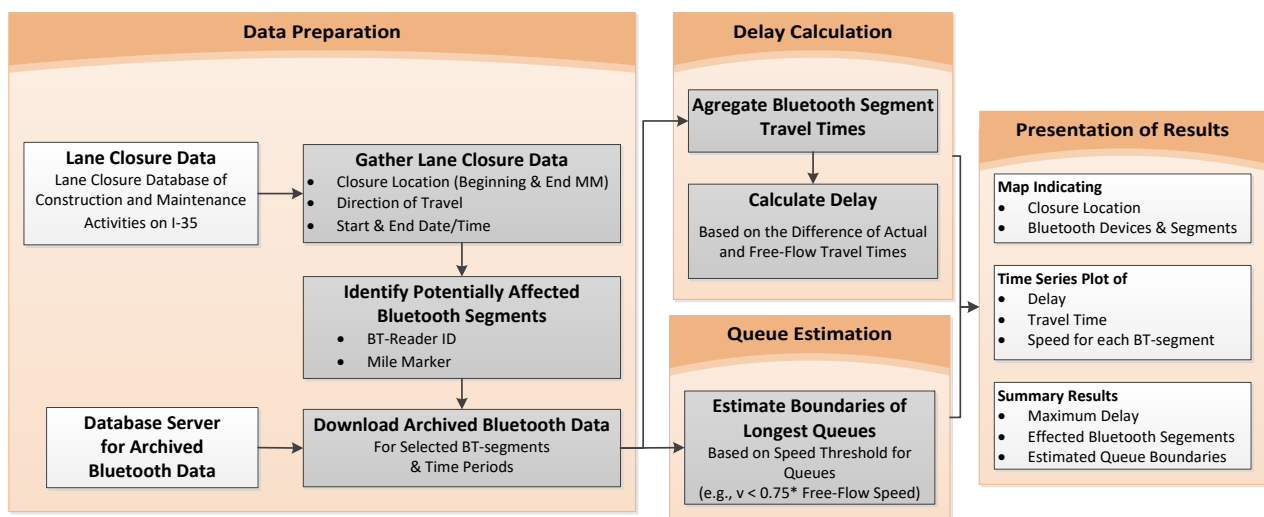 Data Preparation
Lane Closure Data
Lane Closure Database of
Construction and Maintenance
Activities on I-35
Gather Lane Closure Data
• Closure Location (Beginning & End MM)
• Direction of Travel
• Start & End Date/Time
Identify Potentially Affected
Bluetooth Segments
• BT-Reader ID
• Mile Marker
Database Server
for Archived
Bluetooth Data
Download Archived Bluetooth Data
For Selected BT-segments
& Time Periods
Delay Calculation
Agregate Bluetooth Segment
Travel Times
Calculate Delay
Based on the Difference of Actual
and Free-Flow Travel Times
Queue Estimation
Estimate Boundaries of
Longest Queues
Based on Speed Threshold for
Queues
(e.g., v < 0.75* Free-Flow Speed)
Presentation of Results
Map Indicating
• Closure Location
• Bluetooth Devices & Segments
Time Series Plot of
• Delay
• Travel Time
• Speed for each BT-segment
Summary Results
• Maximum Delay
• Effected Bluetooth Segements
• Estimated Queue Boundaries